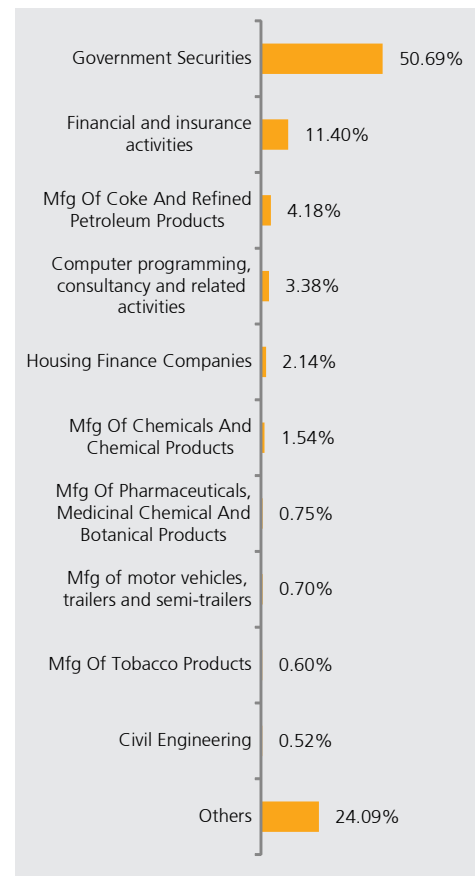 Government Securities 50.69%
Financial and insurance
activities 11.40%
Mfg Of Coke And Refined
Petroleum Products 4.18%
Computer programming,
consultancy and related
activities 3.38%
Housing Finance Companies 2.14%
Mfg Of Chemicals And
Chemical Products 1.54%
Mfg Of Pharmaceuticals,
Medicinal Chemical And
Botanical Products 0.75%
Mfg of motor vehicles,
trailers and semi-trailers 0.70%
Mfg Of Tobacco Products 0.60%
Civil Engineering 0.52%
Others 24.09%